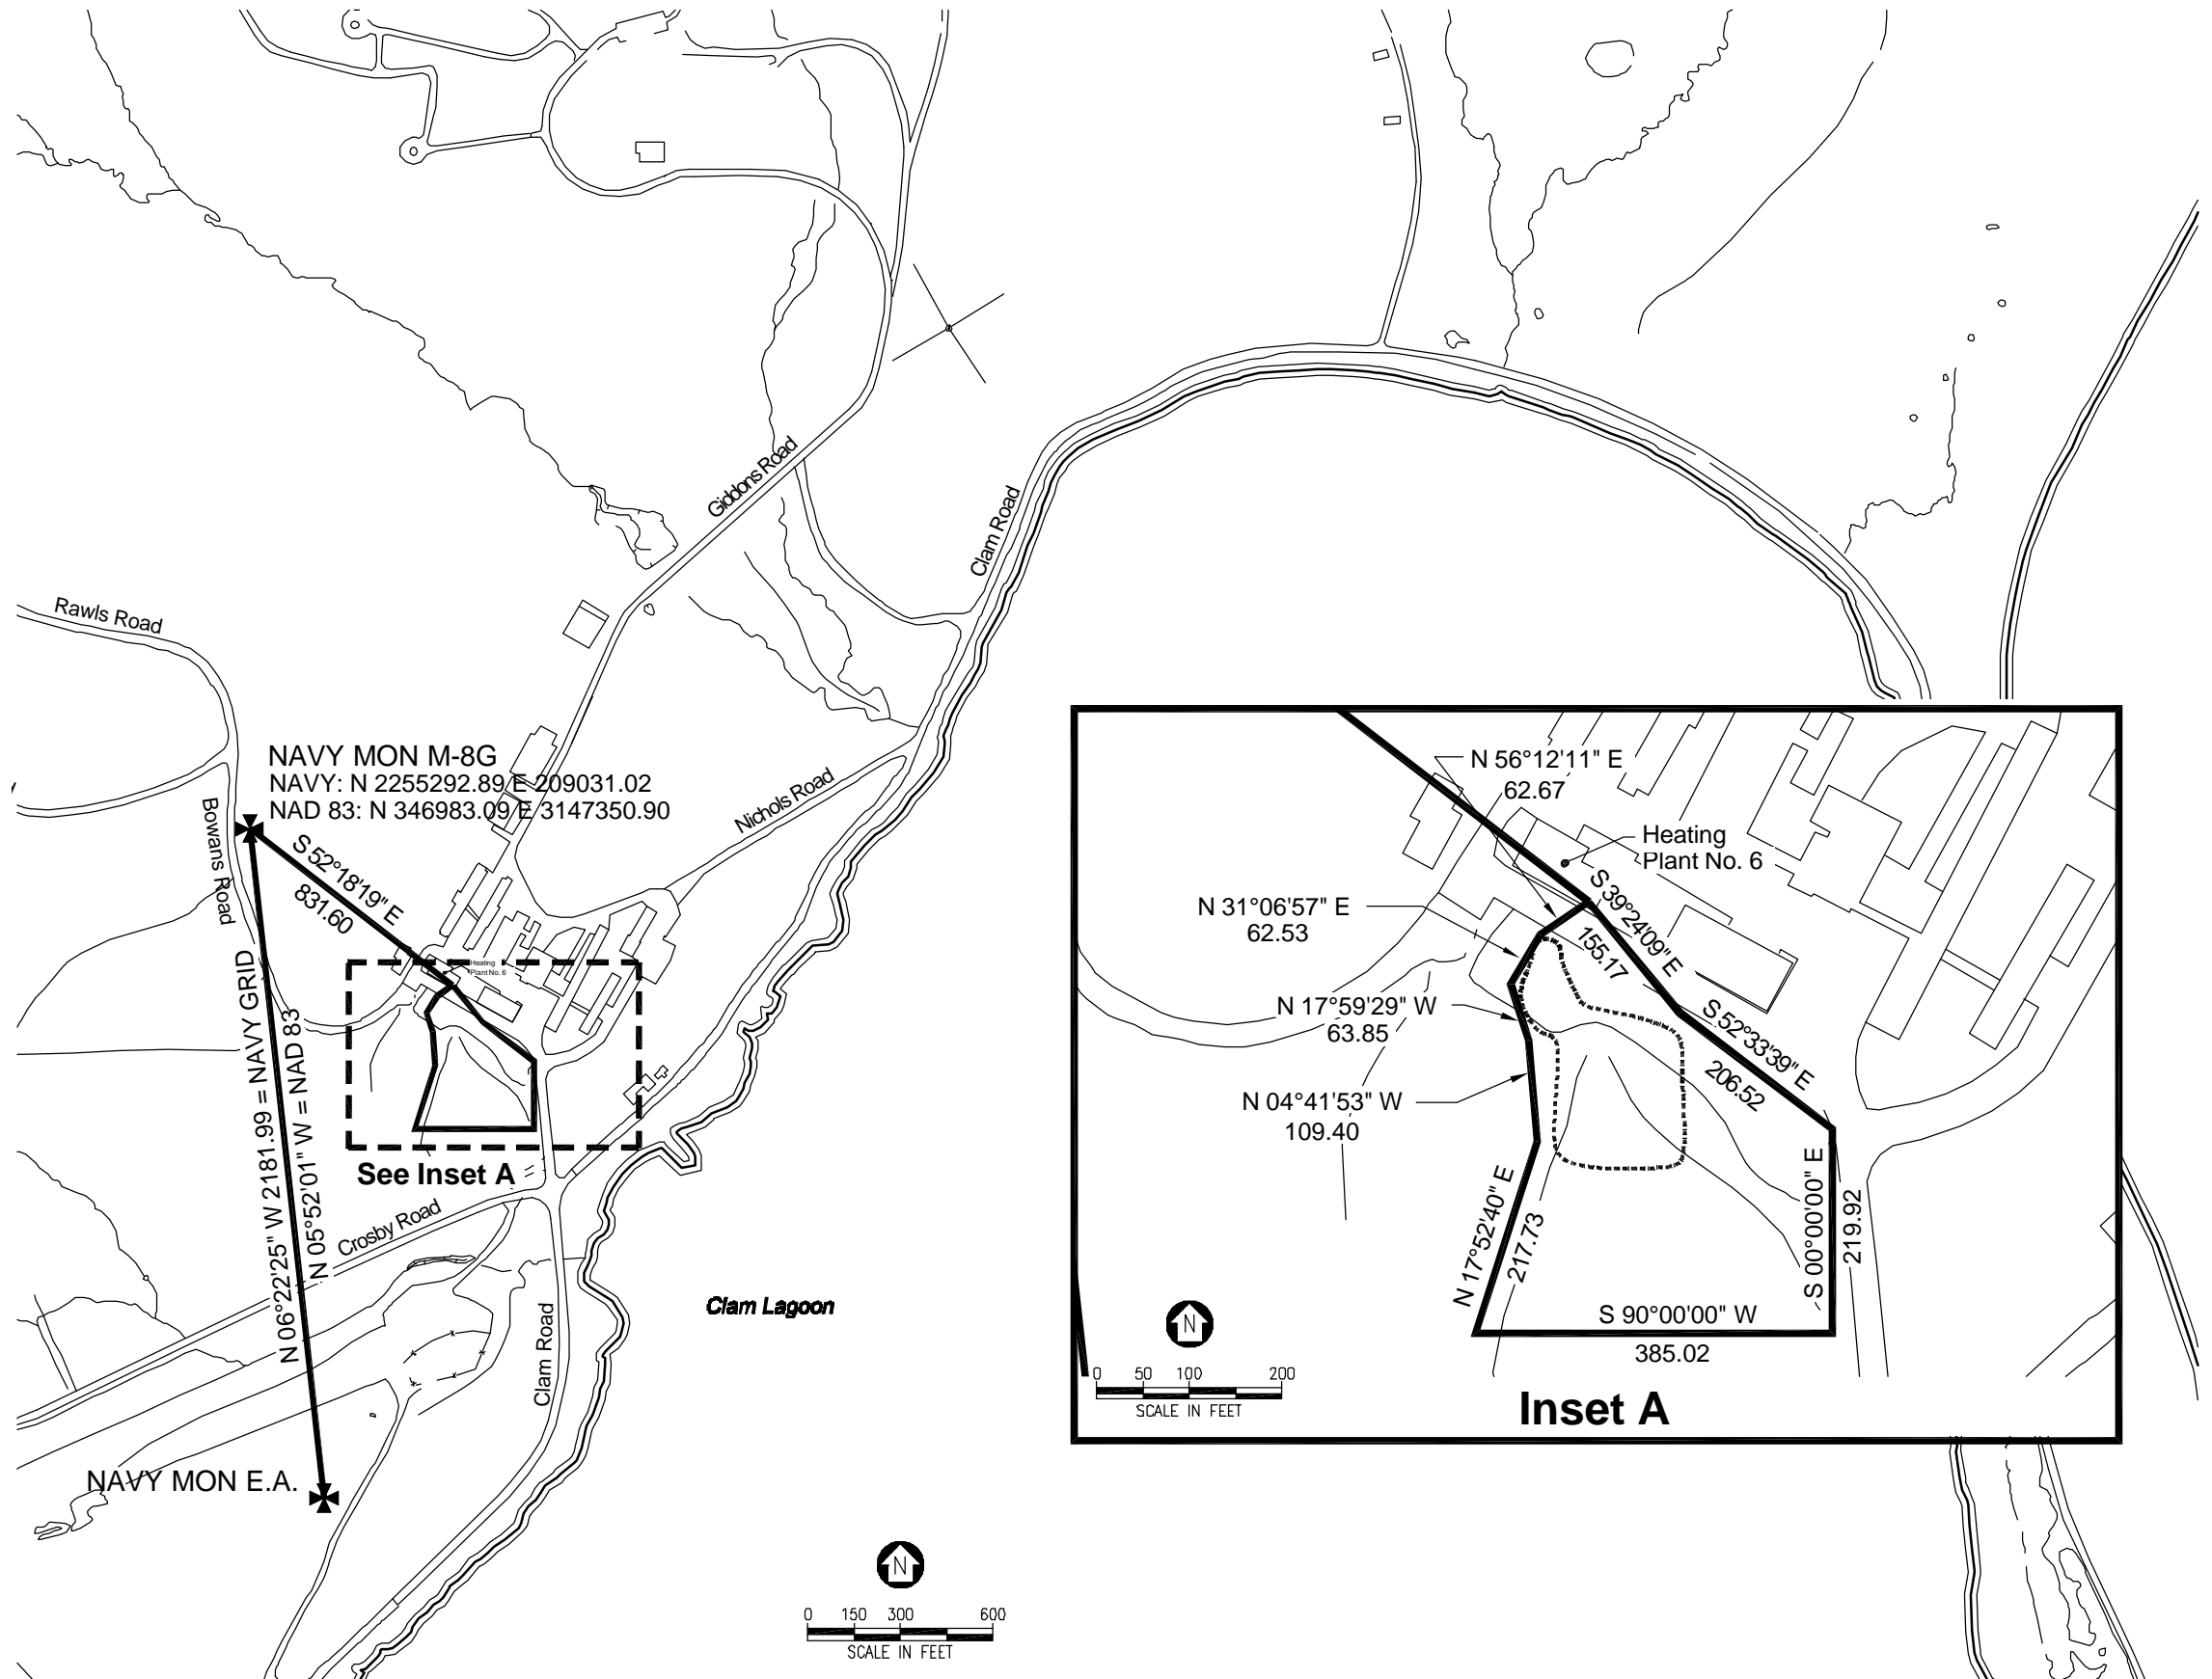 Giddons Road
Clam Road
Rawls Road
NAVY MON M-8G
NAVY: N 2255292.89 E 209031.02
NAD 83: N 346983.09 E 3147350.90
Bowans Road
S 52°18'19" E
831.60
Nichols Road
Heating
Plant No. 6
N 06°22'25" W 2181.99 = NAVY GRID
N 05°52'01" W = NAD 83
See Inset A
Crosby Road
Clam Road
Clam Lagoon
NAVY MON E.A.
N
0 150 300 600
SCALE IN FEET
N 56°12'11" E
62.67
Heating
Plant No. 6
N 31°06'57" E
62.53
S 39°24'09" E
155.17
N 17°59'29" W
63.85
S 52°33'39" E
206.52
N 04°41'53" W
109.40
N 17°52'40" E
217.73
S 00°00'00" E
219.92
S 90°00'00" W
385.02
N
0 50 100 200
SCALE IN FEET
Inset A